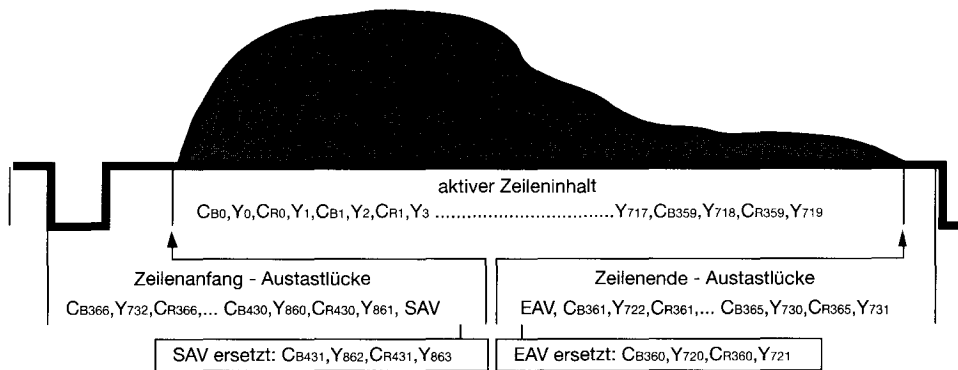 aktiver Zeileninhalt
CB0,Y0,CR0,Y1,CB1,Y2,CR1,Y3 ....................................Y717,CB359,Y718,CR359,Y719
Zeilenanfang - Austastlücke
CB366,Y732,CR366,... CB430,Y860,CR430,Y861, SAV
SAV ersetzt: CB431,Y862,CR431,Y863
Zeilenende - Austastlücke
EAV, CB361,Y722,CR361,... CB365,Y730,CR365,Y731
EAV ersetzt: CB360,Y720,CR360,Y721